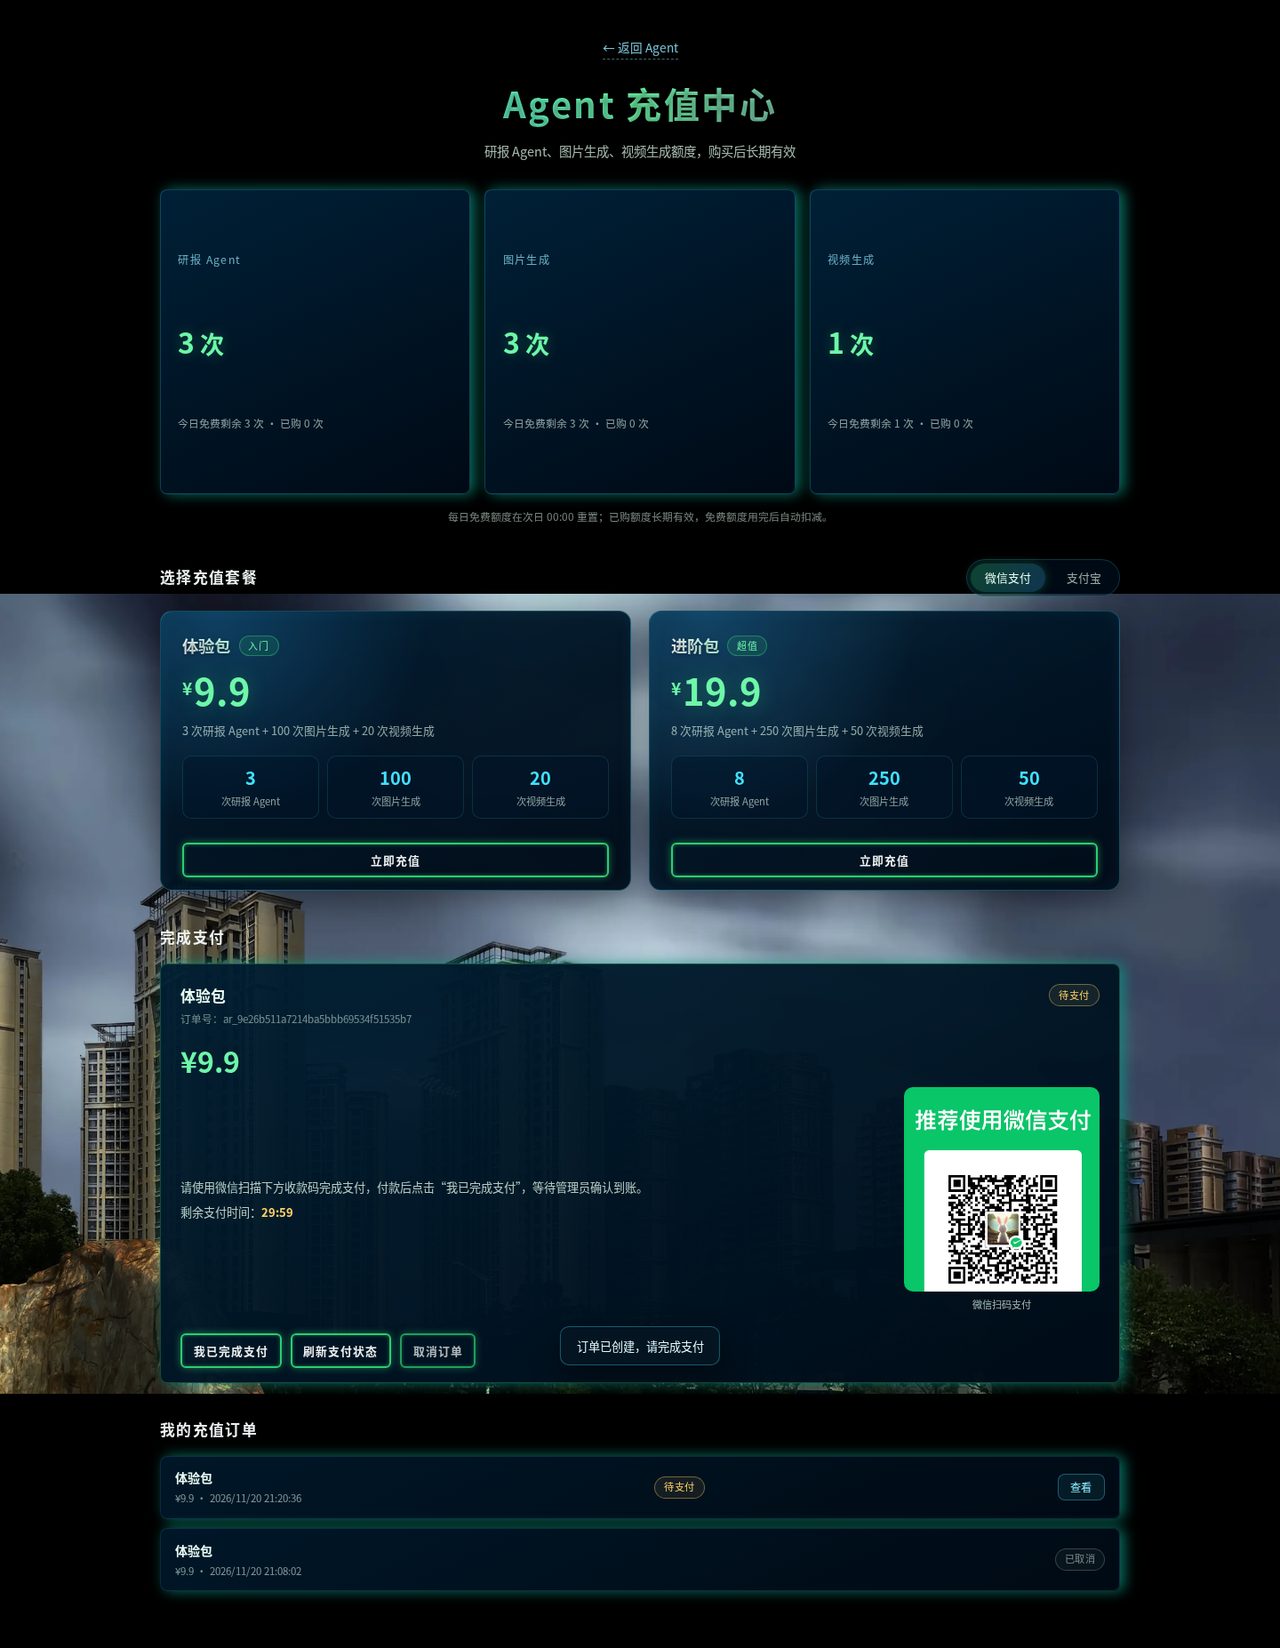 ← 返回 Agent
Agent 充值中心
研报 Agent、图片生成、视频生成额度，购买后长期有效
研报 Agent
3 次
今日免费剩余 3 次 · 已购 0 次
图片生成
3 次
今日免费剩余 3 次 · 已购 0 次
视频生成
1 次
今日免费剩余 1 次 · 已购 0 次
每日免费额度在次日 00:00 重置；已购额度长期有效，免费额度用完后自动扣减。
选择充值套餐
微信支付
支付宝
体验包
入门
¥9.9
3 次研报 Agent + 100 次图片生成 + 20 次视频生成
3
次研报 Agent
100
次图片生成
20
次视频生成
立即充值
进阶包
超值
¥19.9
8 次研报 Agent + 250 次图片生成 + 50 次视频生成
8
次研报 Agent
250
次图片生成
50
次视频生成
立即充值
完成支付
体验包
待支付
订单号：ar_9e26b511a7214ba5bbb69534f51535b7
¥9.9
请使用微信扫描下方收款码完成支付，付款后点击“我已完成支付”，等待管理员确认到账。
剩余支付时间：29:59
推荐使用微信支付
微信扫码支付
我已完成支付
刷新支付状态
取消订单
订单已创建，请完成支付
我的充值订单
体验包
¥9.9 · 2026/11/20 21:20:36
待支付
查看
体验包
¥9.9 · 2026/11/20 21:08:02
已取消